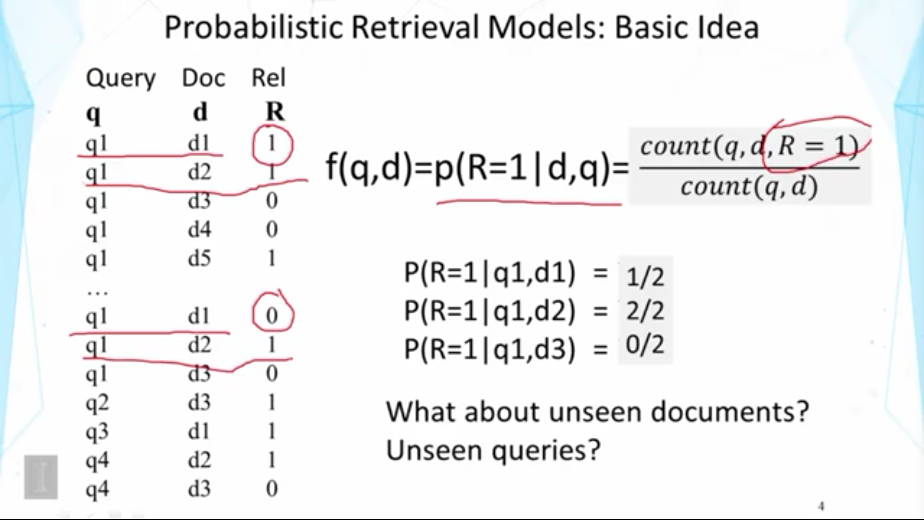 Probabilistic Retrieval Models: Basic Idea
Query Doc Rel
q d R
q1 d1 1
q1 d2 1
q1 d3 0
q1 d4 0
q1 d5 1
...
q1 d1 0
q1 d2 1
q1 d3 0
q2 d3 1
q3 d1 1
q4 d2 1
q4 d3 0
f(q,d)=p(R=1|d,q)=
count(q,d,R = 1)
count(q,d)
P(R=1|q1,d1) = 1/2
P(R=1|q1,d2) = 2/2
P(R=1|q1,d3) = 0/2
What about unseen documents?
Unseen queries?
4